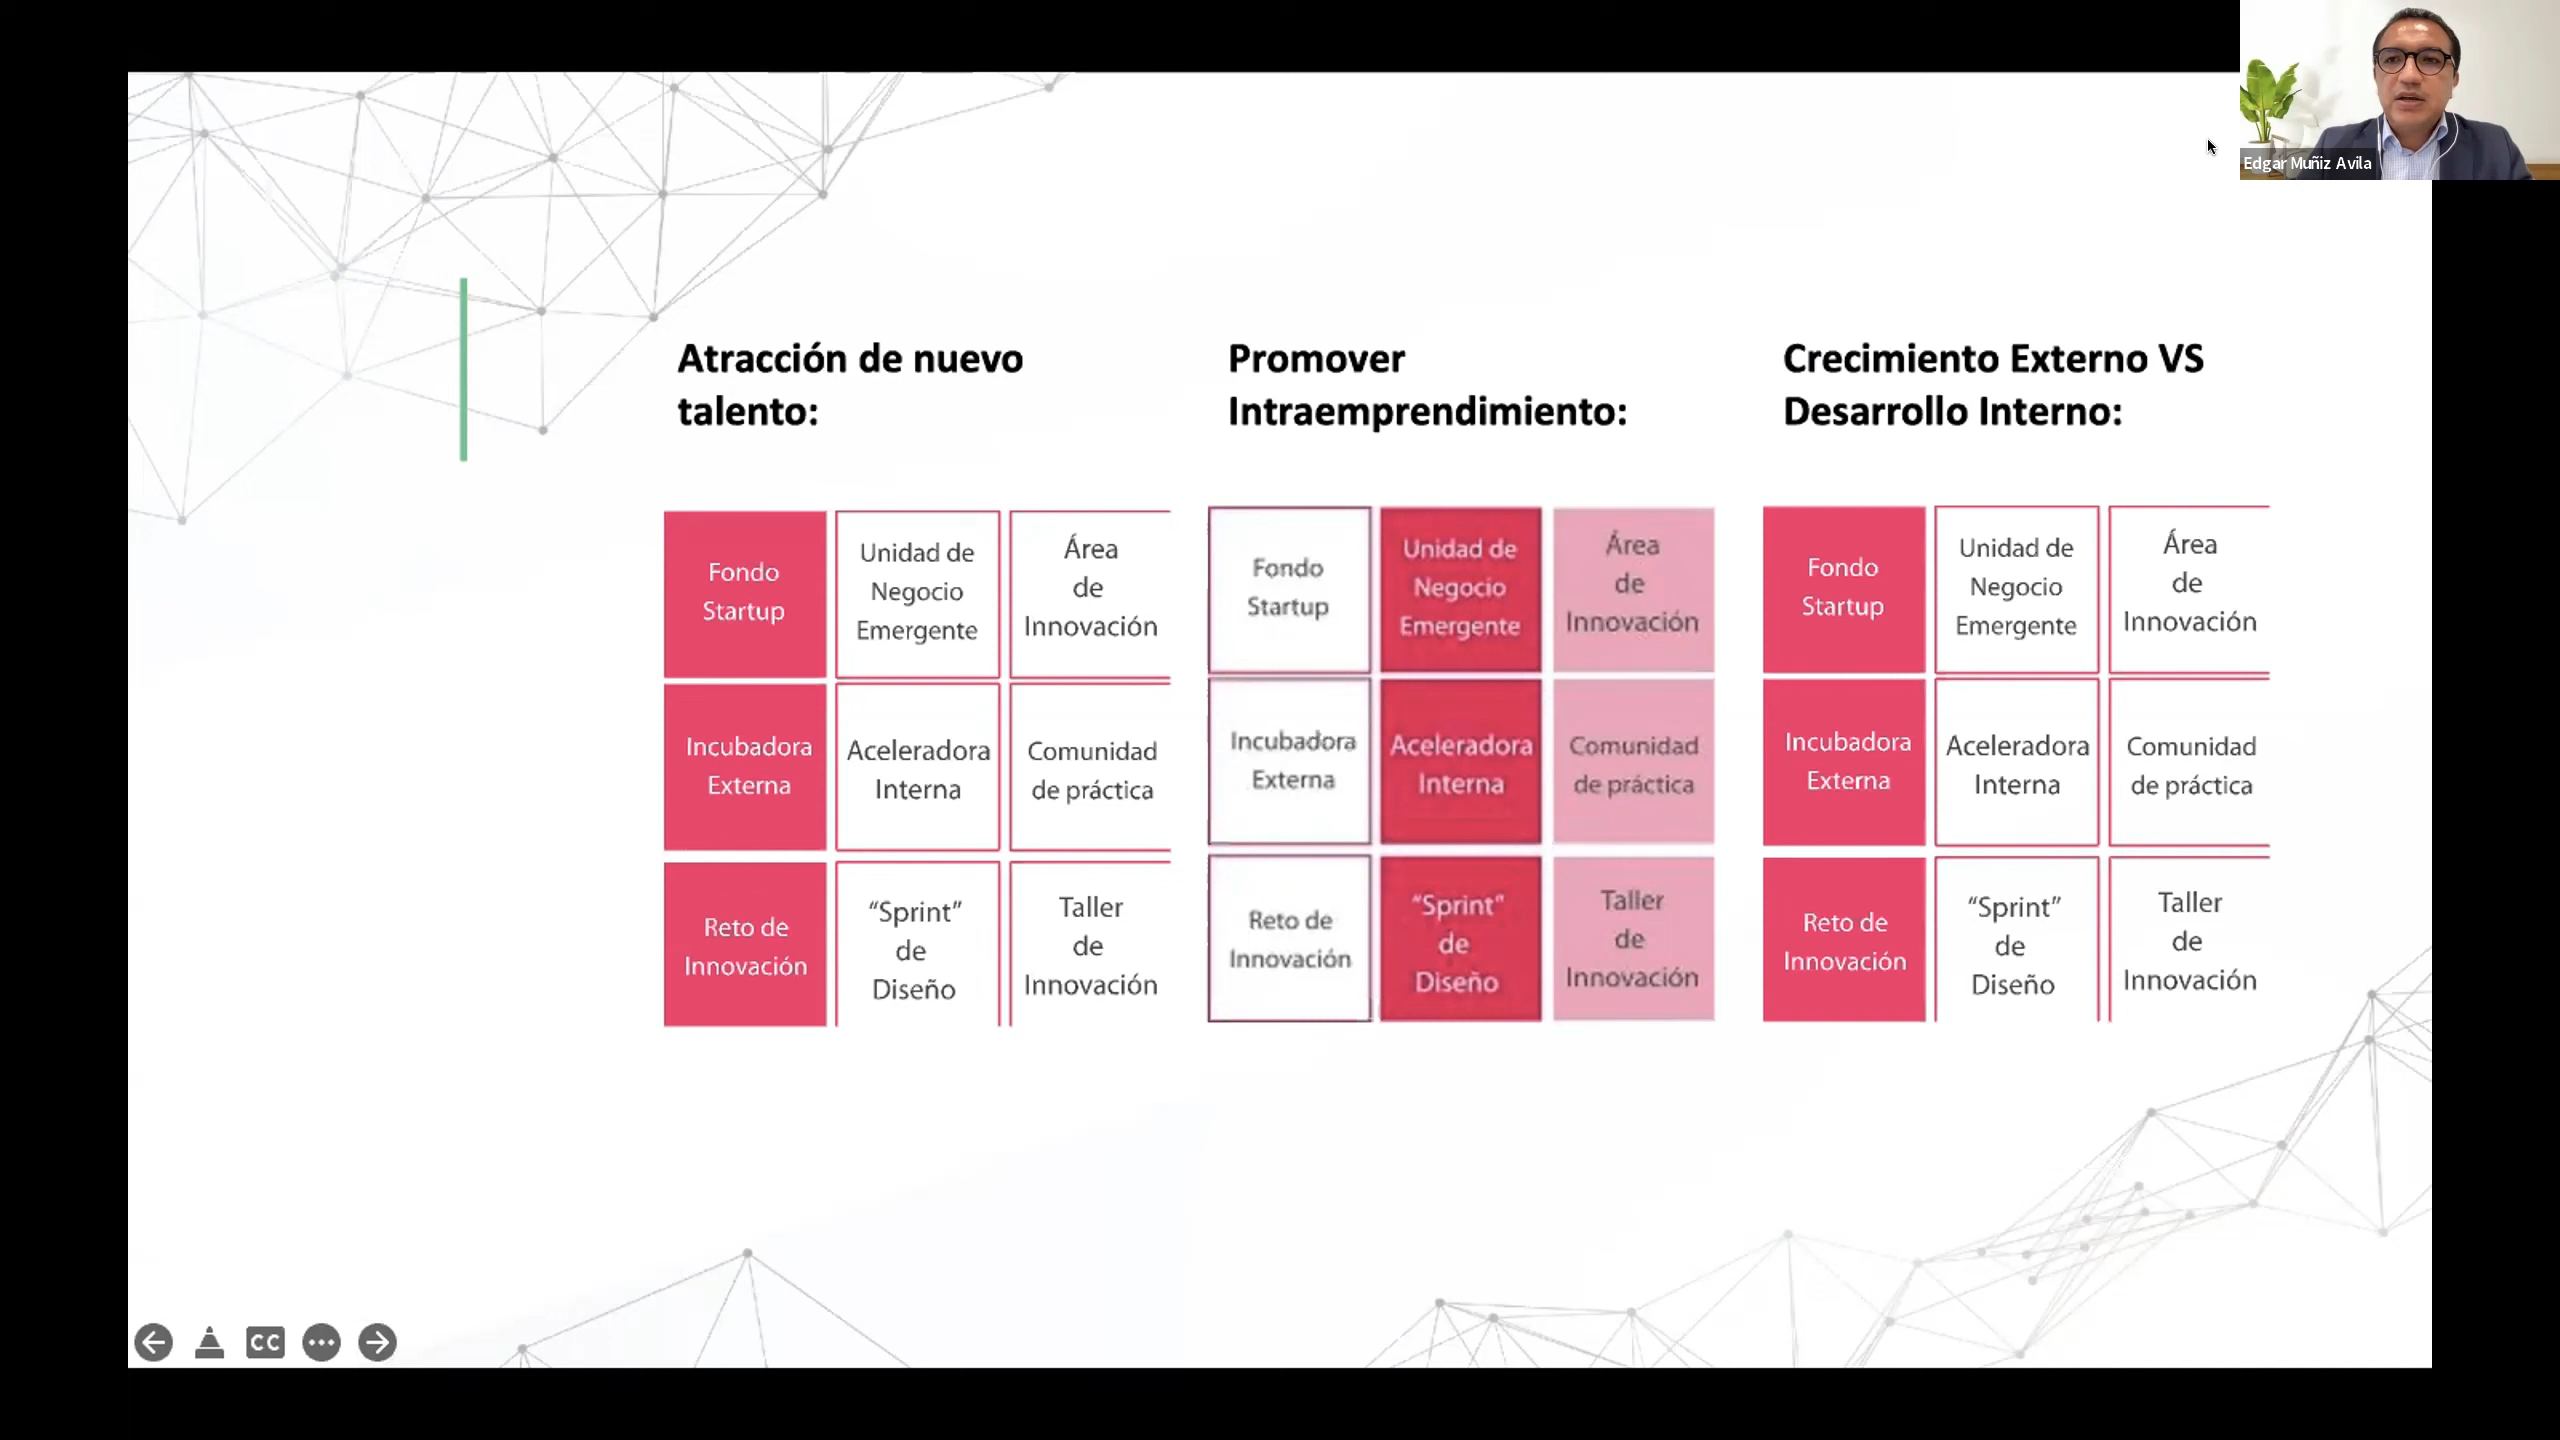 Edgar Muñiz Avila
Atracción de nuevo
talento:
Fondo
Startup
Unidad de
Negocio
Emergente
Área
de
Innovación
Incubadora
Externa
Aceleradora
Interna
Comunidad
de práctica
Reto de
Innovación
“Sprint”
de
Diseño
Taller
de
Innovación
Promover
Intraemprendimiento:
Fondo
Startup
Unidad de
Negocio
Emergente
Área
de
Innovación
Incubadora
Externa
Aceleradora
Interna
Comunidad
de práctica
Reto de
Innovación
“Sprint”
de
Diseño
Taller
de
Innovación
Crecimiento Externo VS
Desarrollo Interno:
Fondo
Startup
Unidad de
Negocio
Emergente
Área
de
Innovación
Incubadora
Externa
Aceleradora
Interna
Comunidad
de práctica
Reto de
Innovación
“Sprint”
de
Diseño
Taller
de
Innovación
CC